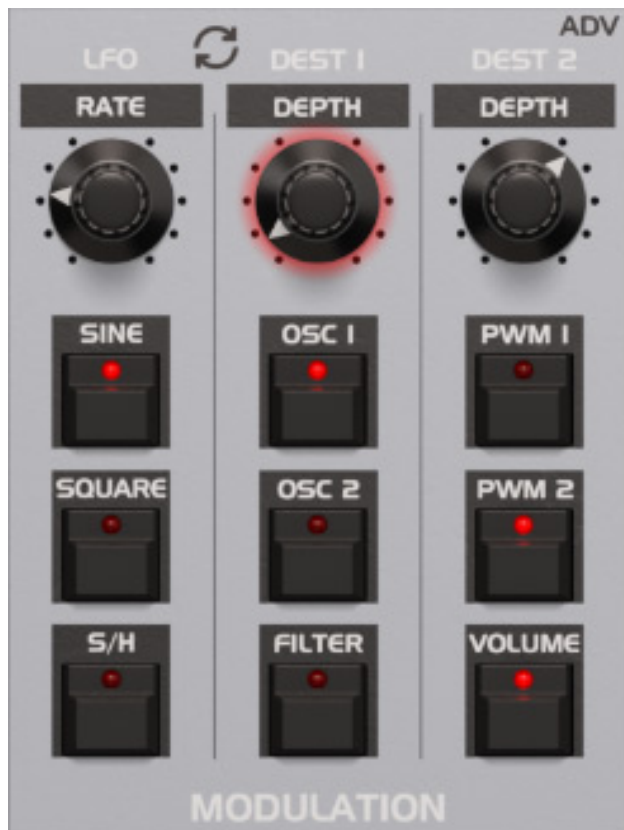 ADV
LFO DEST 1 DEST 2
RATE DEPTH DEPTH
SINE OSC 1 PWM 1
SQUARE OSC 2 PWM 2
S/H FILTER VOLUME
MODULATION